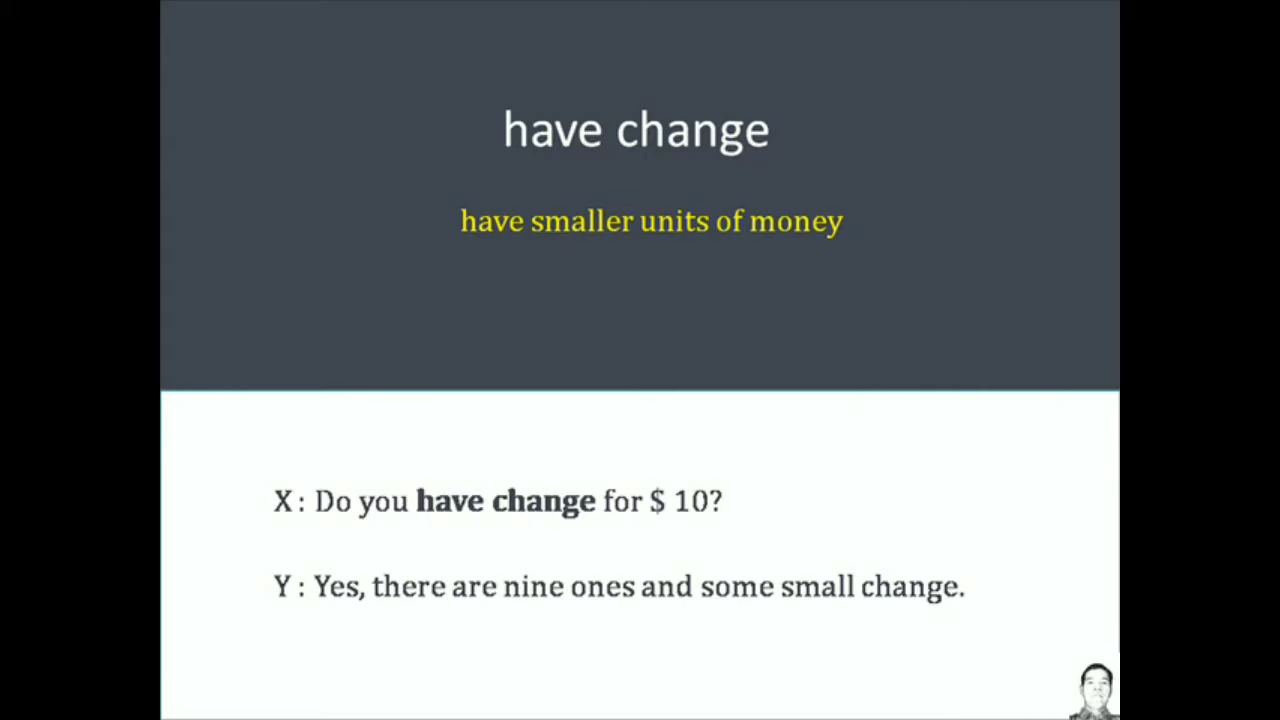 have change
have smaller units of money
X : Do you have change for $ 10?
Y : Yes, there are nine ones and some small change.